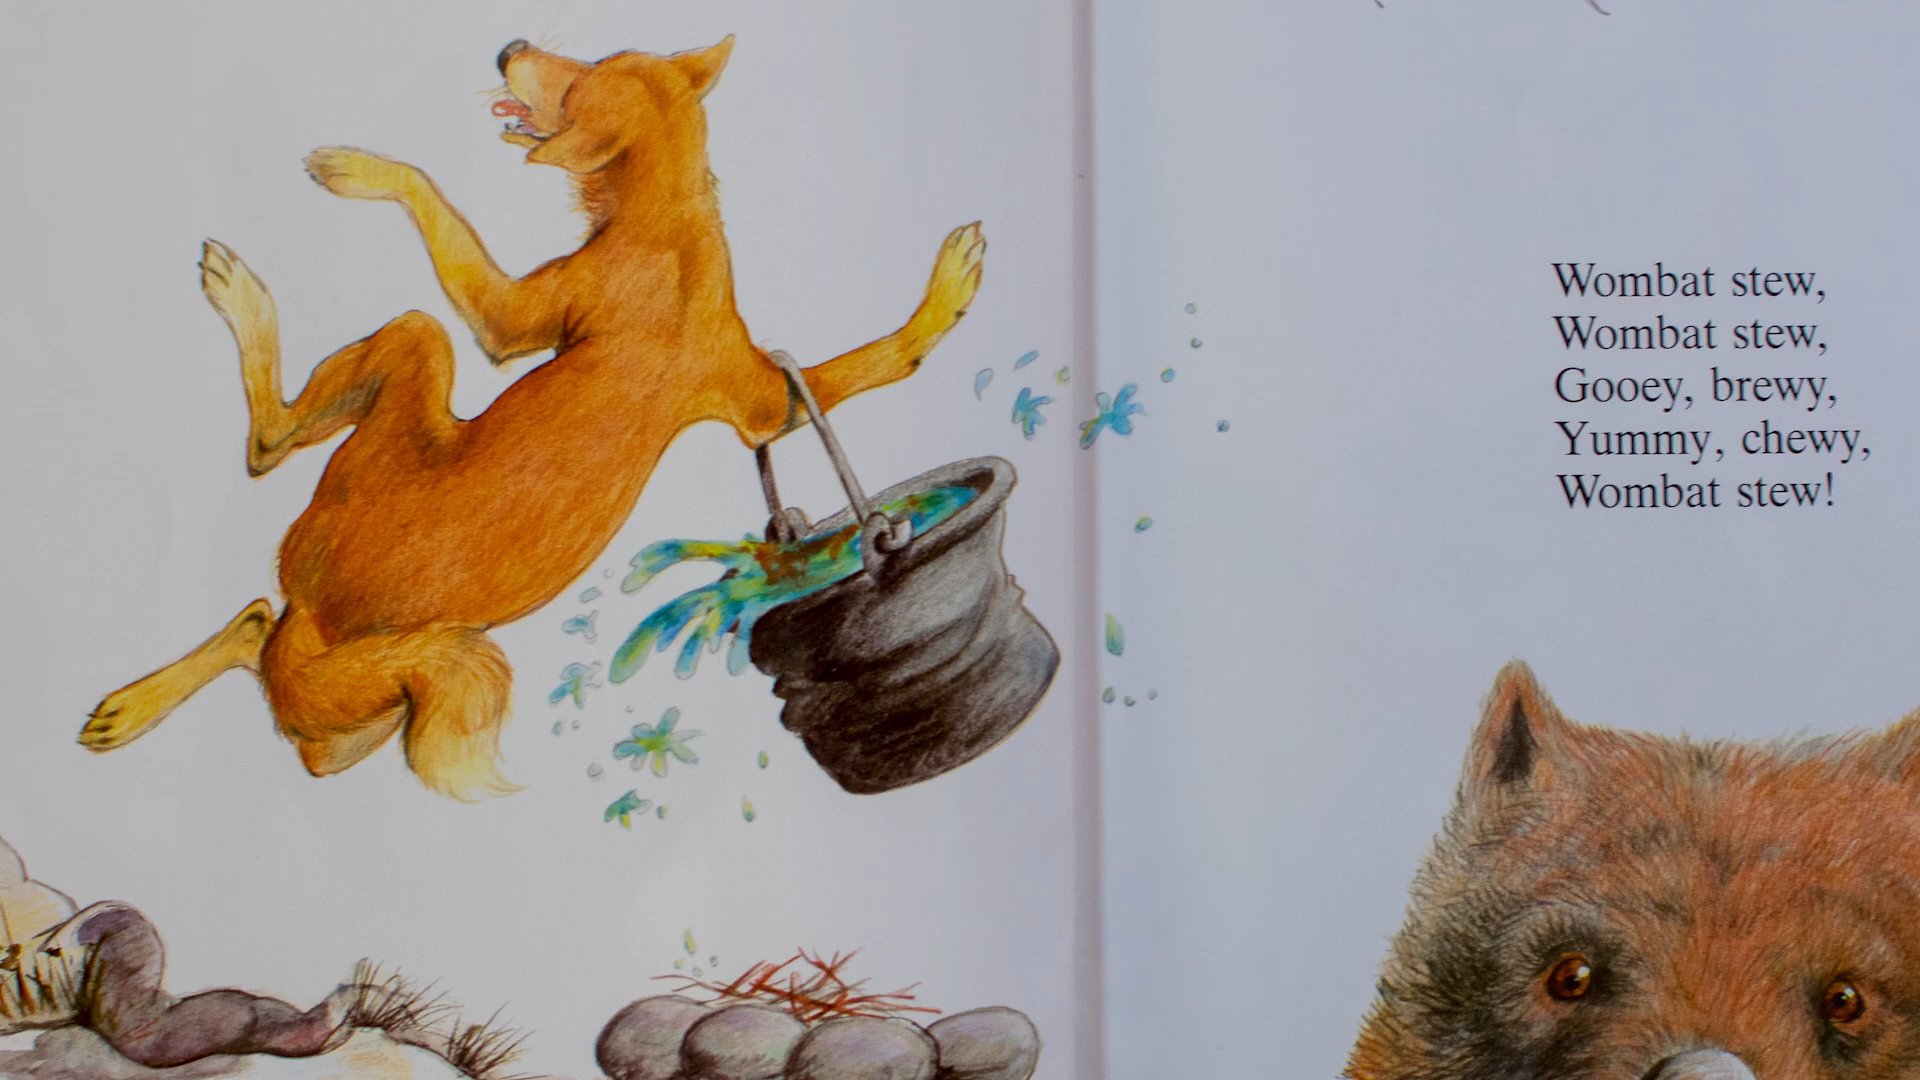 Wombat stew,
Wombat stew,
Gooey, brewy,
Yummy, chewy,
Wombat stew!